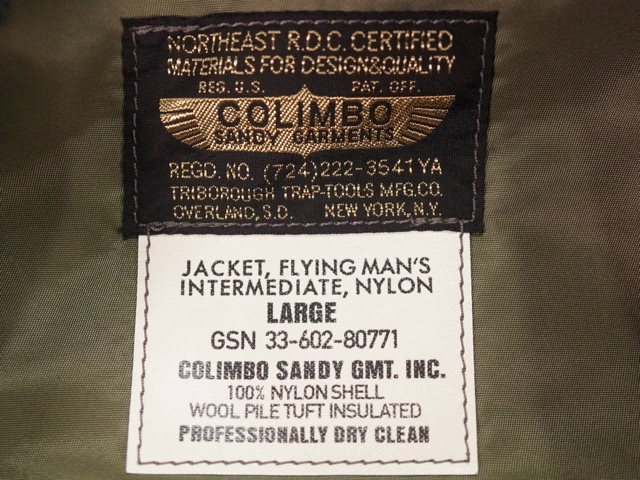 NORTHEAST R.D.C. CERTIFIED
MATERIALS FOR DESIGN&QUALITY
REG. U.S. PAT. OFF.
COLIMBO
SANDY GARMENTS
REGD. NO. (724)222-3541YA
TRIBOROUGH TRAP-TOOLS MFG.CO.
OVERLAND, S.D. NEW YORK, N.Y.
JACKET, FLYING MAN'S
INTERMEDIATE, NYLON
LARGE
GSN 33-602-80771
COLIMBO SANDY GMT. INC.
100% NYLON SHELL
WOOL PILE TUFT INSULATED
PROFESSIONALLY DRY CLEAN